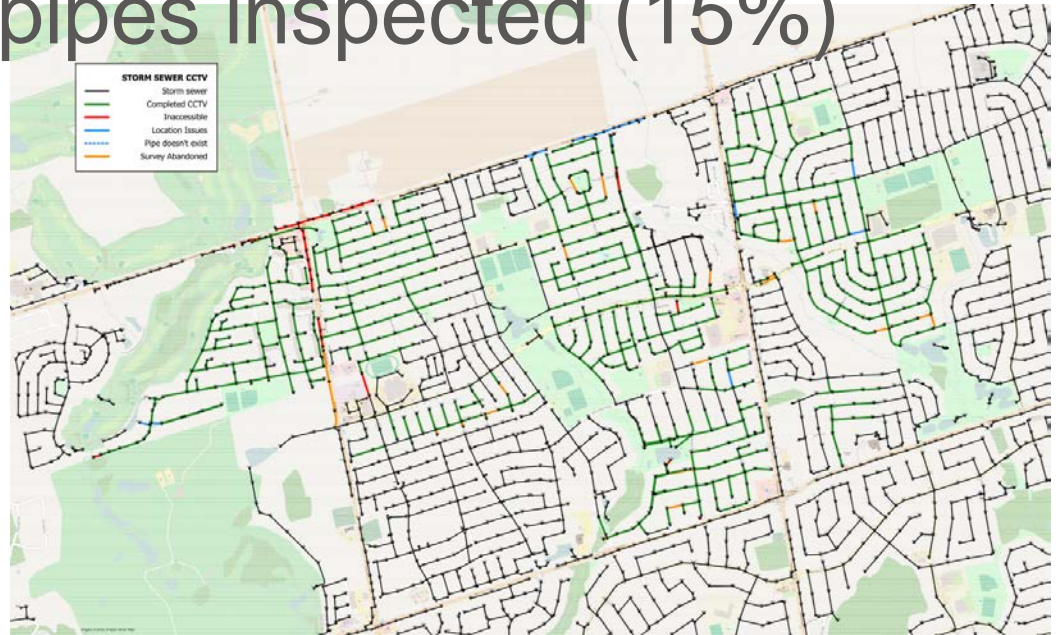 pipes inspected (15%)
STORM SEWER CCTV
Storm sewer
Completed CCTV
Inaccessible
Location Issues
Pipe doesn't exist
Survey Abandoned